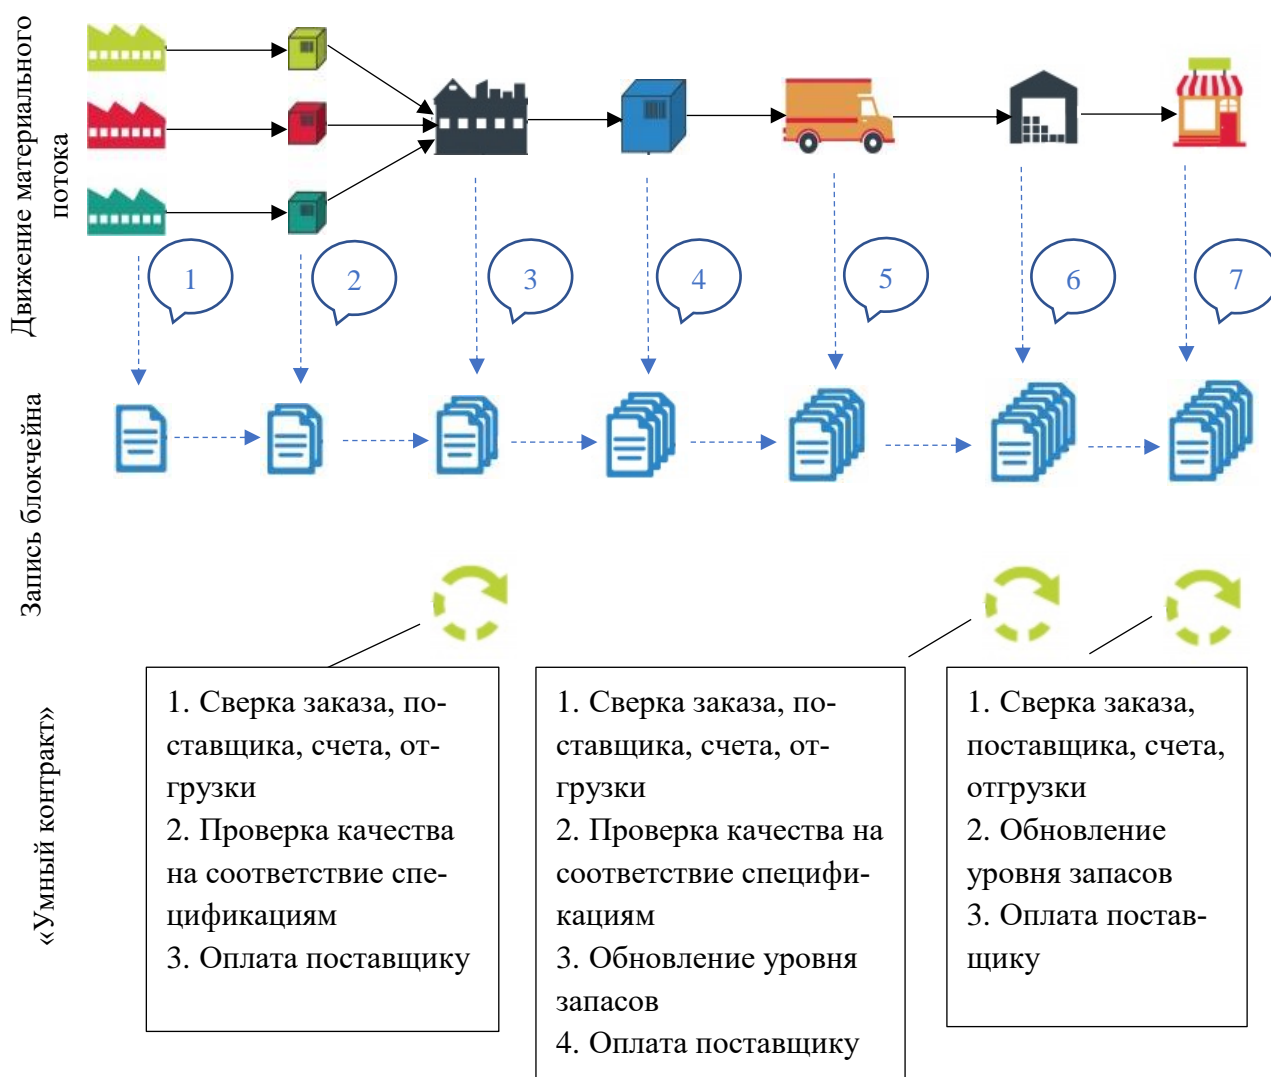 Движение материального
потока
1
2
3
4
5
6
7
Запись блокчейна
«Умный контракт»
1. Сверка заказа, по-
ставщика, счета, от-
грузки
2. Проверка качества
на соответствие спе-
цификациям
3. Оплата поставщику
1. Сверка заказа, по-
ставщика, счета, от-
грузки
2. Проверка качества на
соответствие специфи-
кациям
3. Обновление уровня
запасов
4. Оплата поставщику
1. Сверка заказа,
поставщика, счета,
отгрузки
2. Обновление
уровня запасов
3. Оплата постав-
щику